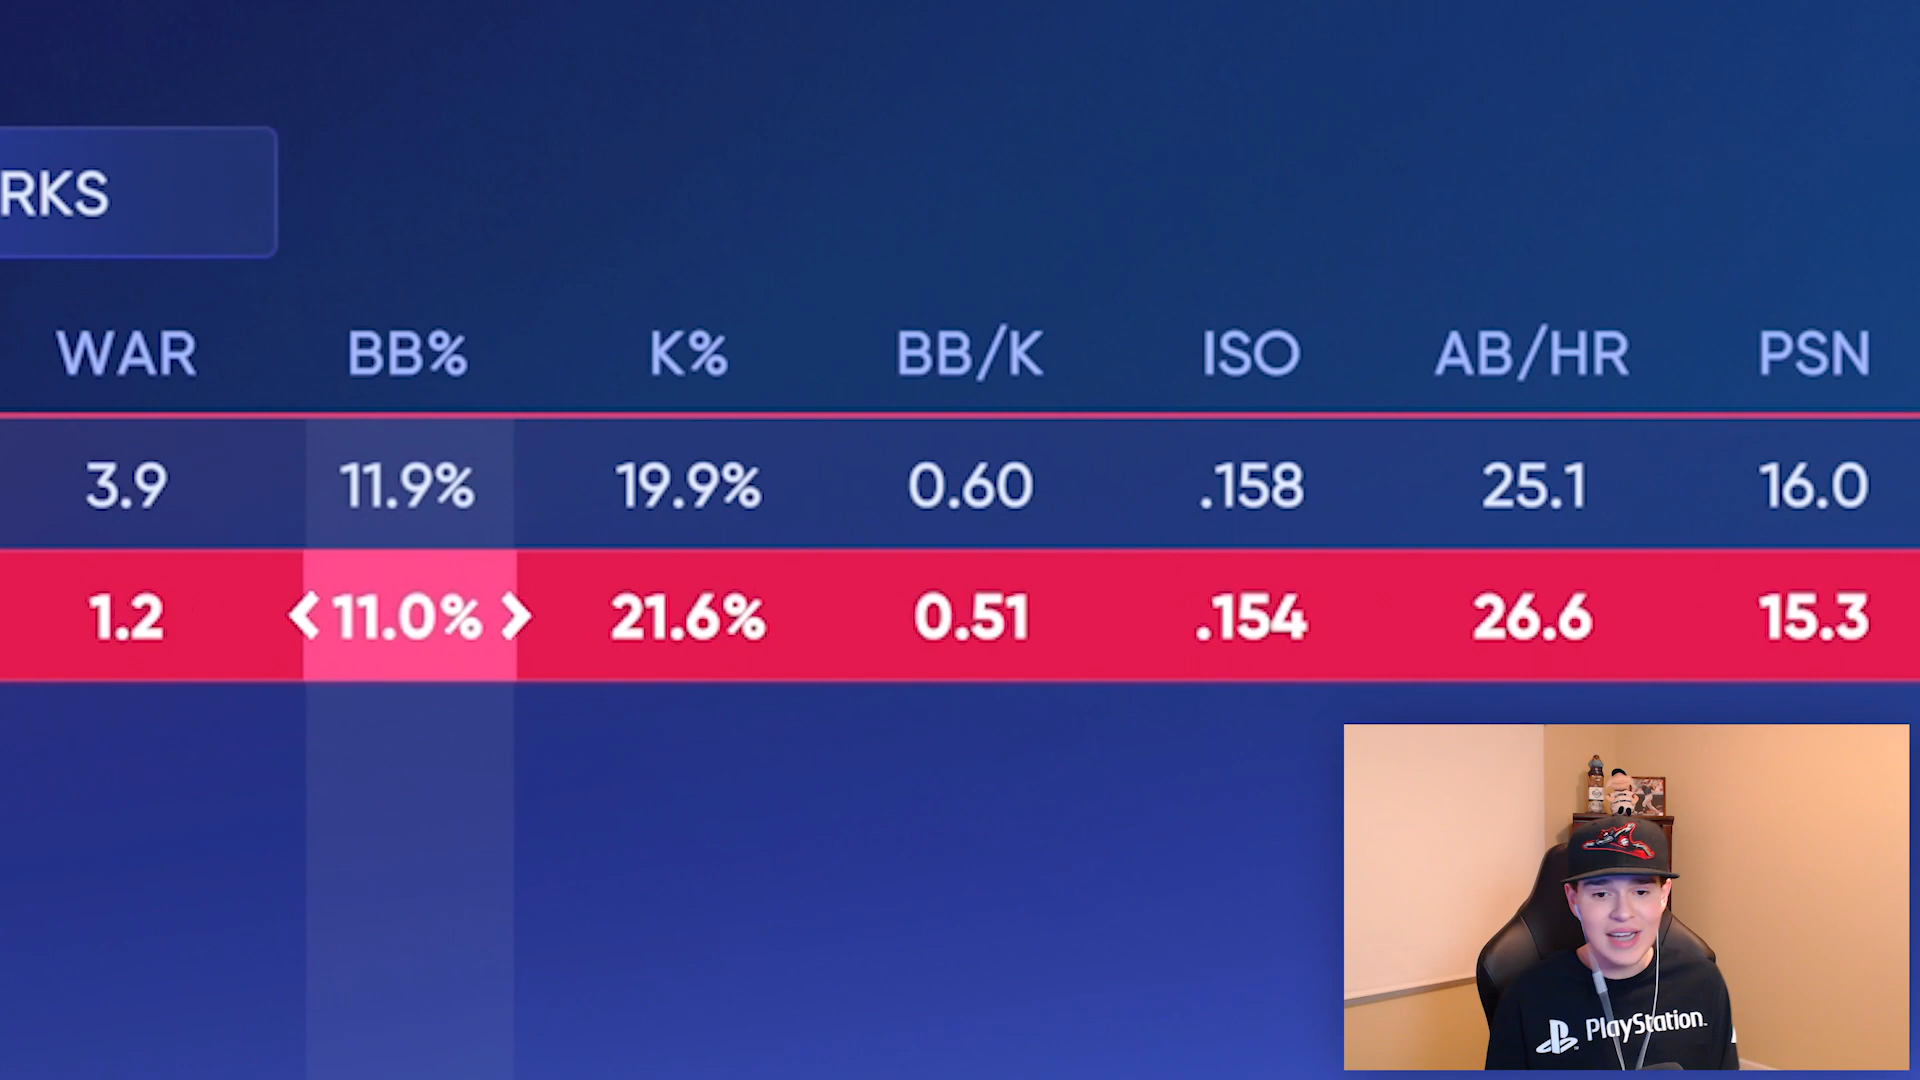 RKS
WAR BB% K% BB/K ISO AB/HR PSN
3.9 11.9% 19.9% 0.60 .158 25.1 16.0
1.2 < 11.0% > 21.6% 0.51 .154 26.6 15.3
PlayStation.